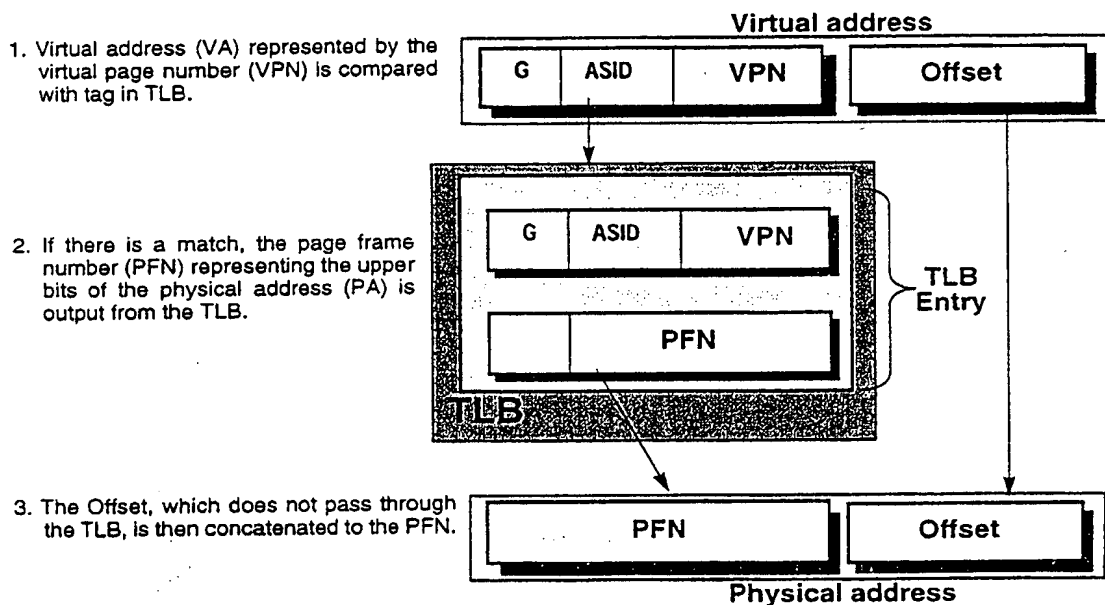 Virtual address
1. Virtual address (VA) represented by the
virtual page number (VPN) is compared
with tag in TLB.
G ASID VPN Offset
2. If there is a match, the page frame
number (PFN) representing the upper
bits of the physical address (PA) is
output from the TLB.
G ASID VPN
TLB
Entry
PFN
TLB
3. The Offset, which does not pass through
the TLB, is then concatenated to the PFN.
PFN Offset
Physical address